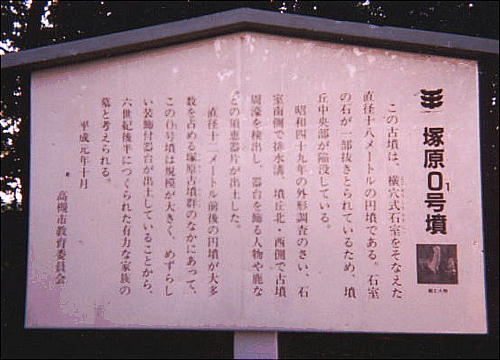 塚原O1号墳
この古墳は、横穴式石室をそなえた
直径十八メートルの円墳である。石室
の石が一部抜きとられているため、墳
丘中央部が陥没している。
昭和四十九年の外形調査のさい、石
室南側で排水溝、墳丘北・西側で古墳
周濠を検出し、器台を飾る人物や鹿な
どの須恵器片が出土した。
直径十二メートル前後の円墳が大多
数を占める塚原古墳群のなかにあって、
このO1号墳は規模が大きく、めずらし
い装飾付器台が出土していることから、
六世紀後半につくられた有力な家族の
墓と考えられる。
平成元年十月
高槻市教育委員会